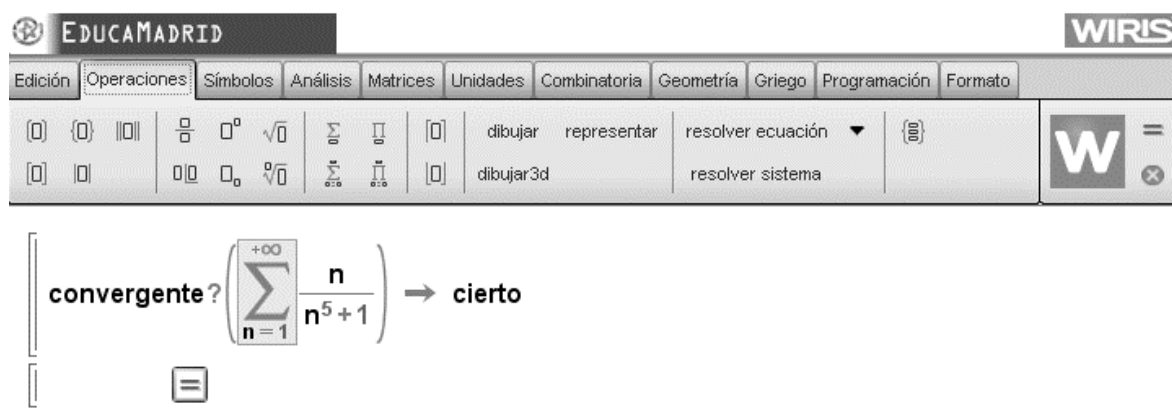 EDUCAMADRID WIRIS
Edición Operaciones Símbolos Análisis Matrices Unidades Combinatoria Geometría Griego Programación Formato
dibujar representar resolver ecuación
dibujar3d resolver sistema
W =
convergente?(∑_{n=1}^{+∞} n/(n^5+1)) → cierto
=